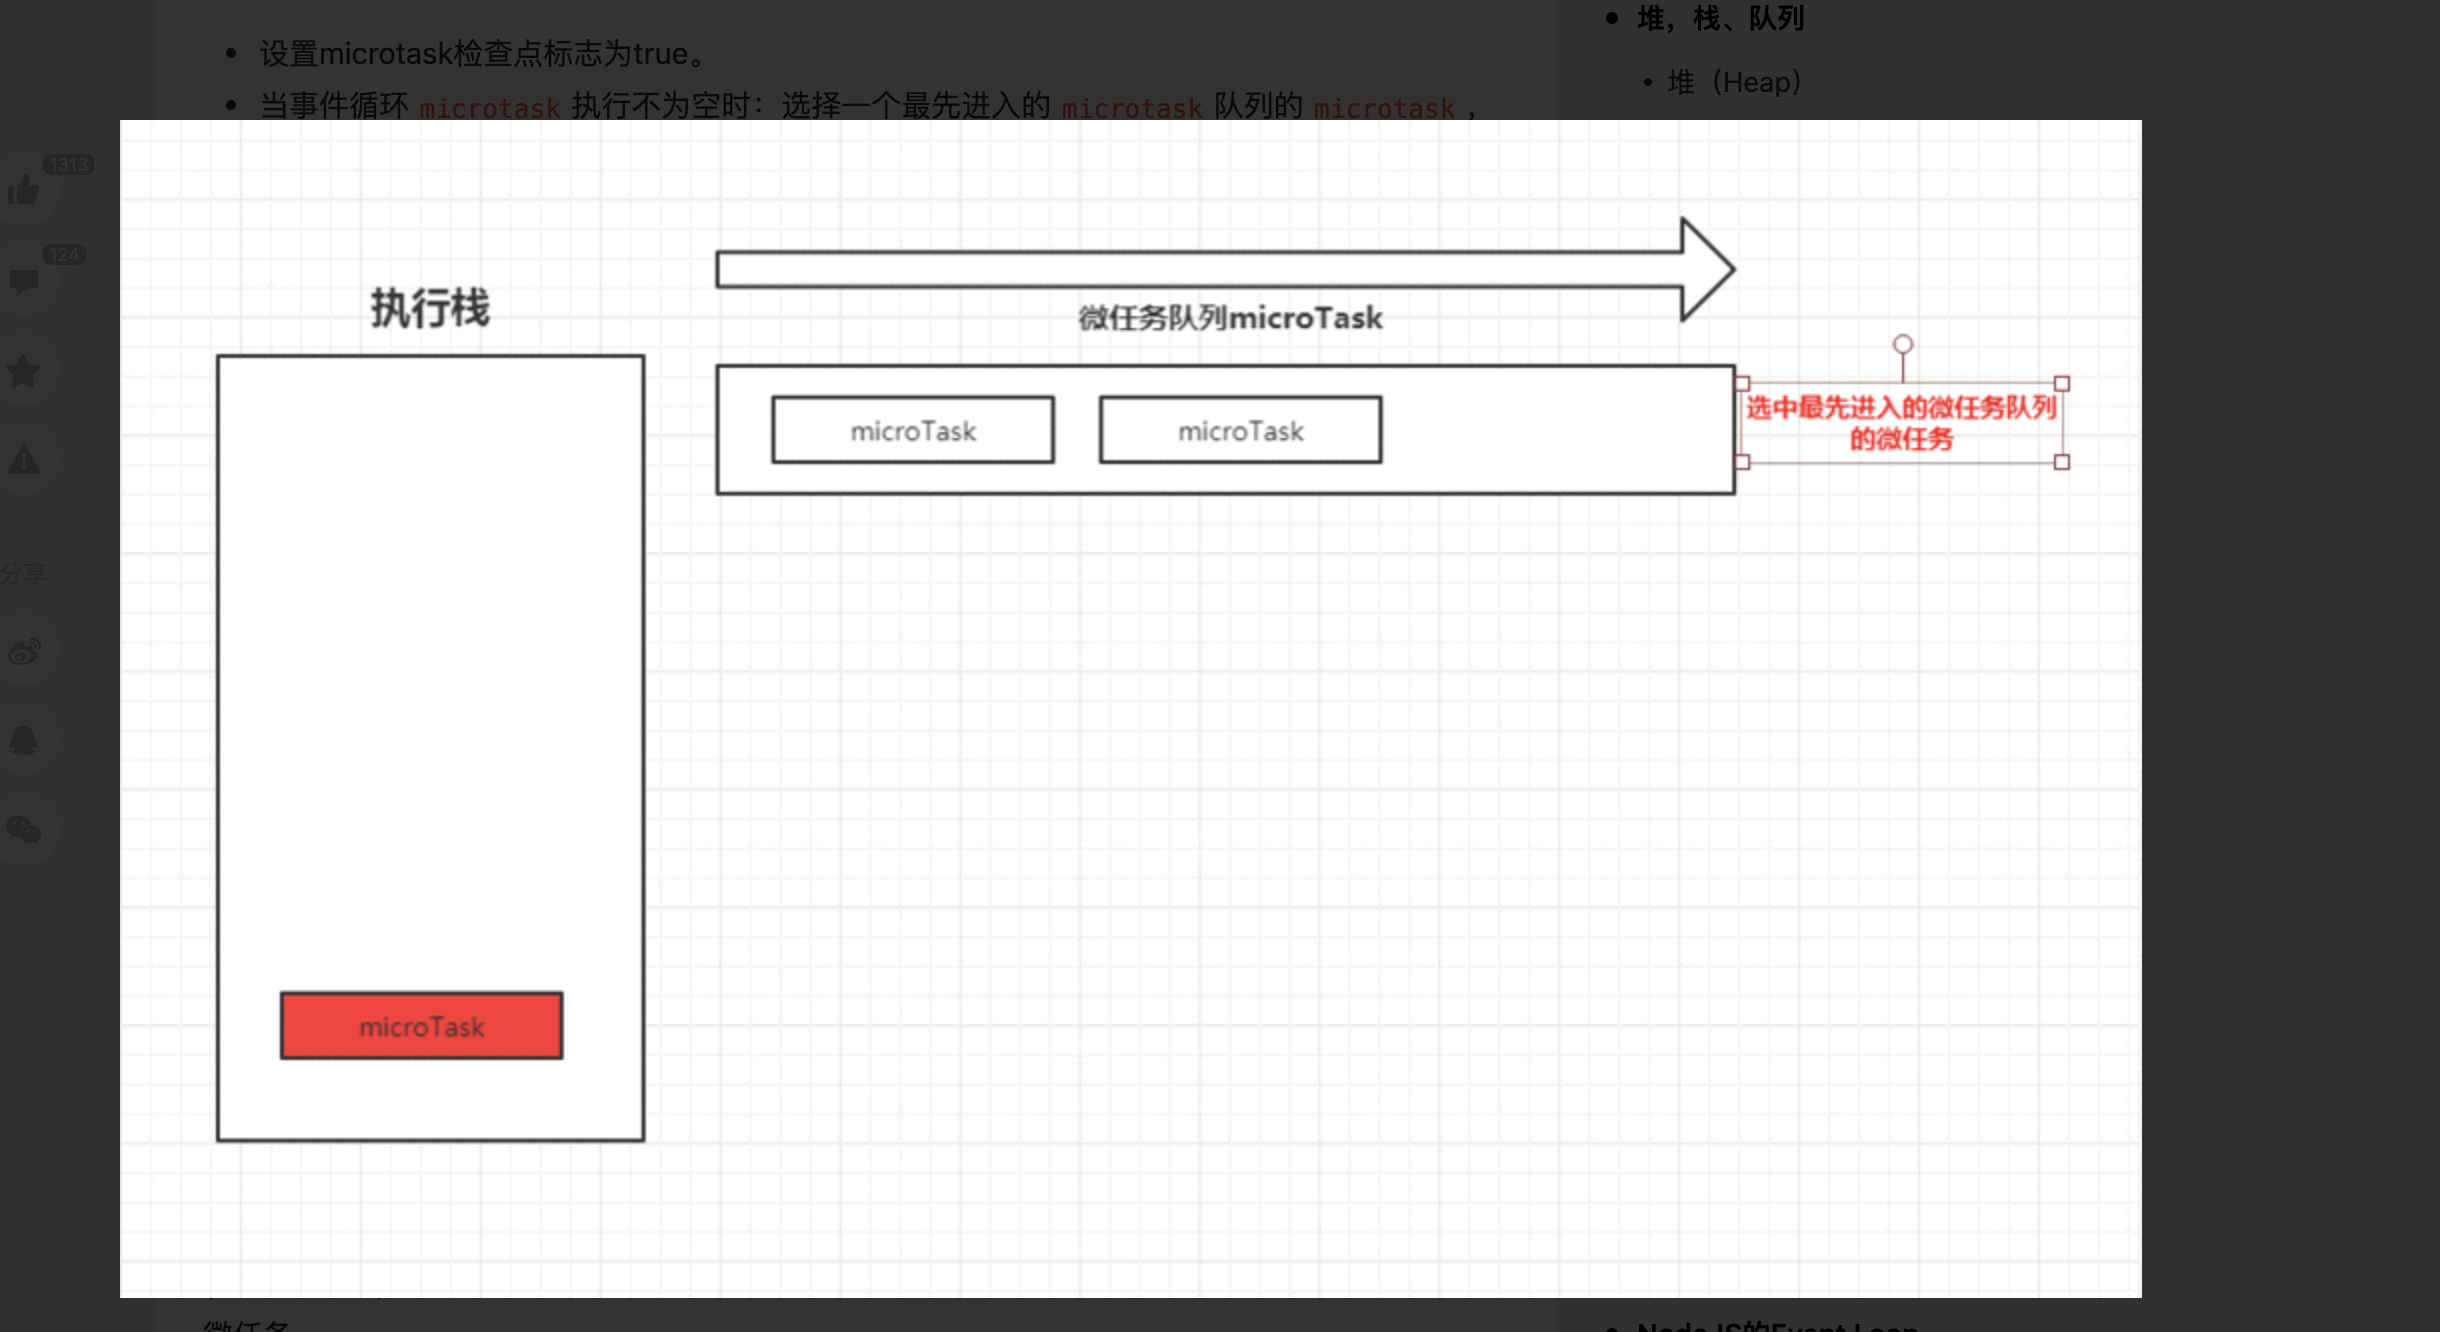 设置microtask检查点标志为true。
当事件循环 microtask 执行不为空时：选择一个最先进入的 microtask 队列的 microtask ，
堆，栈、队列
堆（Heap）
1313
124
分享
执行栈
微任务队列microTask
microTask
microTask
选中最先进入的微任务队列
的微任务
microTask
微任务
NodeJS的Event Loop